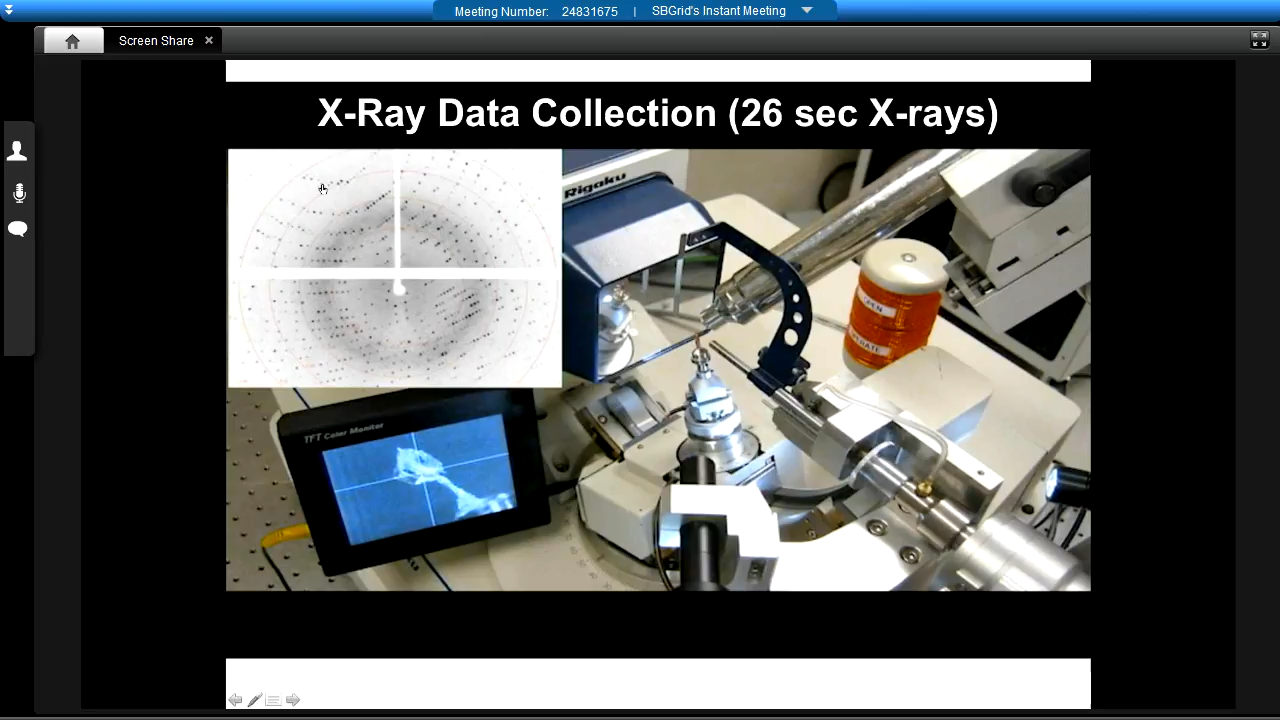 Meeting Number: 24831675 | SBGrid's Instant Meeting
Screen Share
X-Ray Data Collection (26 sec X-rays)
Rigaku
OPEN
TFT Color Monitor